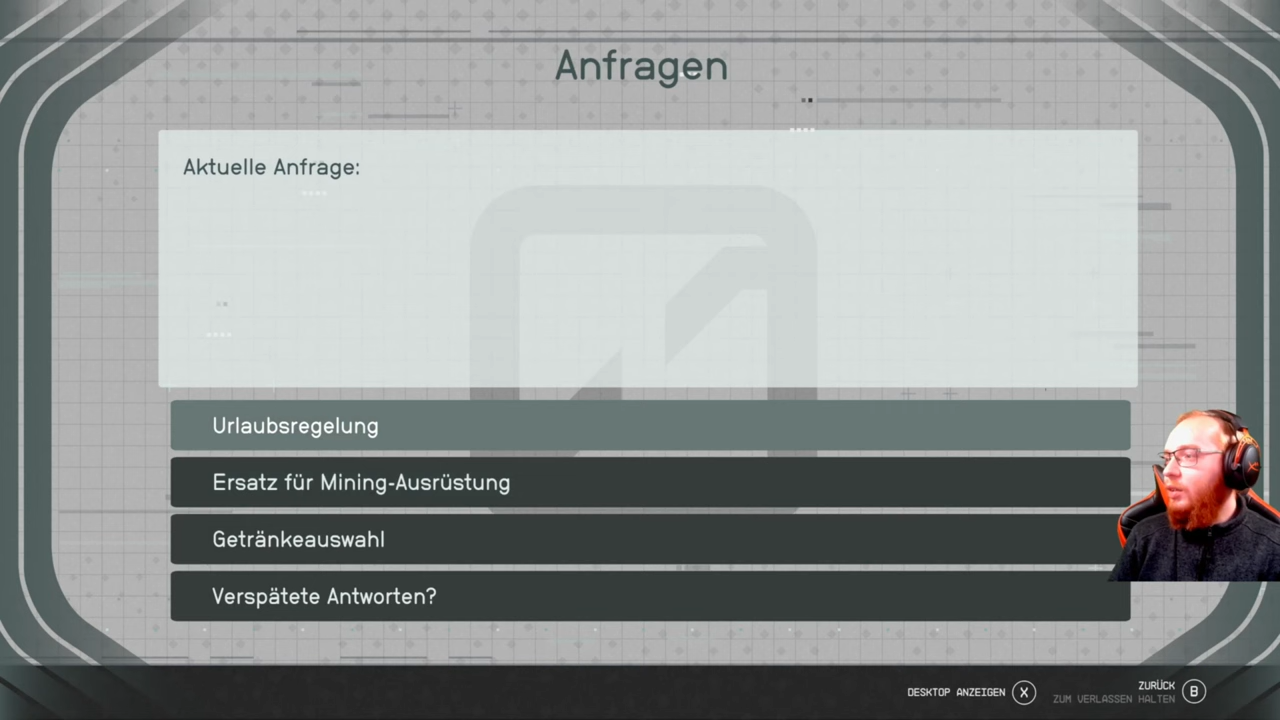 Anfragen
Aktuelle Anfrage:
Urlaubsregelung
Ersatz für Mining-Ausrüstung
Getränkeauswahl
Verspätete Antworten?
DESKTOP ANZEIGEN X
ZURÜCK
ZUM VERLASSEN HALTEN B